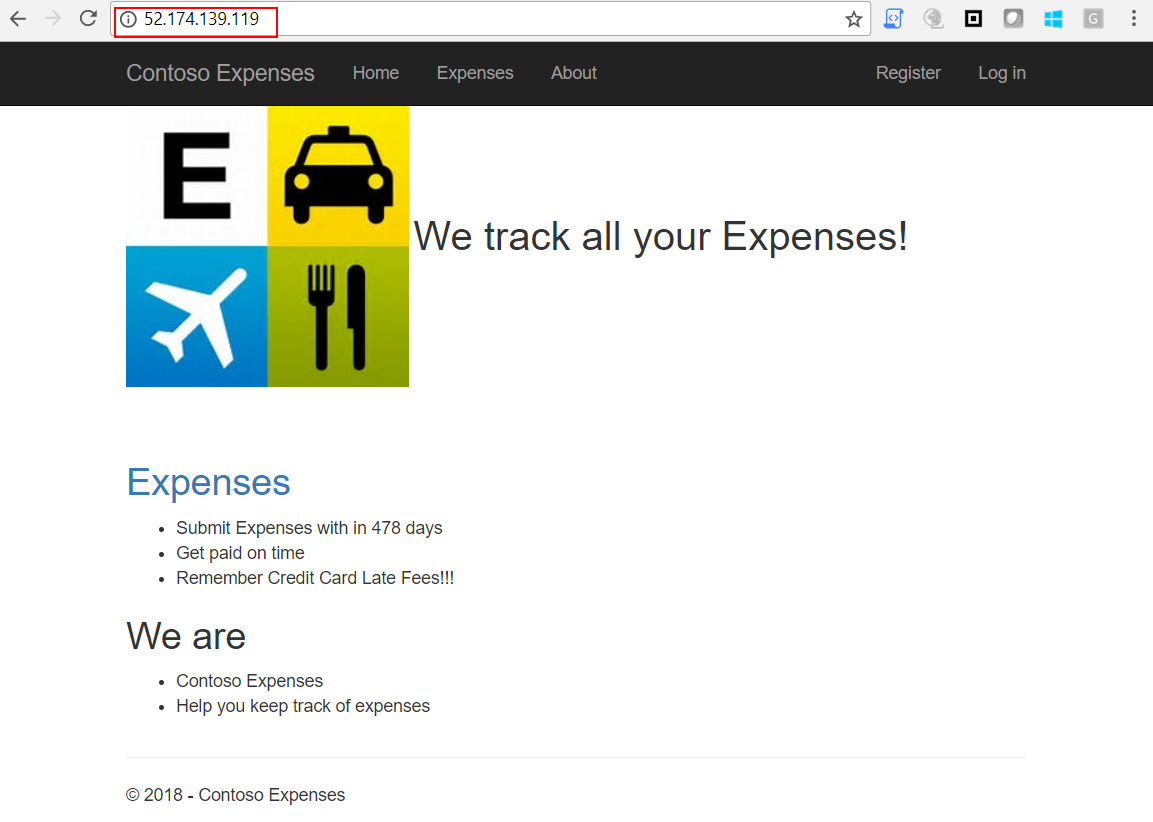 52.174.139.119
G
Contoso Expenses Home Expenses About Register Log in
E
We track all your Expenses!
Expenses
• Submit Expenses with in 478 days
• Get paid on time
• Remember Credit Card Late Fees!!!
We are
• Contoso Expenses
• Help you keep track of expenses
© 2018 - Contoso Expenses